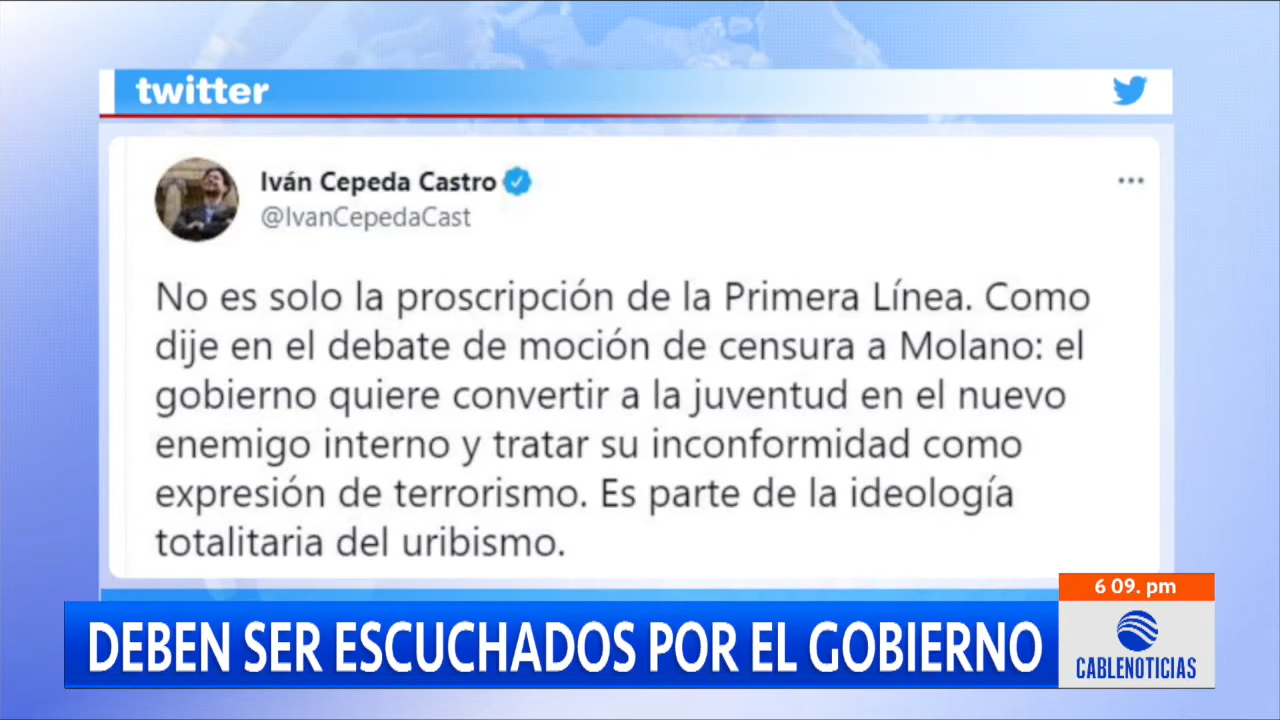 twitter
Iván Cepeda Castro
@IvanCepedaCast
No es solo la proscripción de la Primera Línea. Como
dije en el debate de moción de censura a Molano: el
gobierno quiere convertir a la juventud en el nuevo
enemigo interno y tratar su inconformidad como
expresión de terrorismo. Es parte de la ideología
totalitaria del uribismo.
6 09. pm
DEBEN SER ESCUCHADOS POR EL GOBIERNO
CABLENOTICIAS